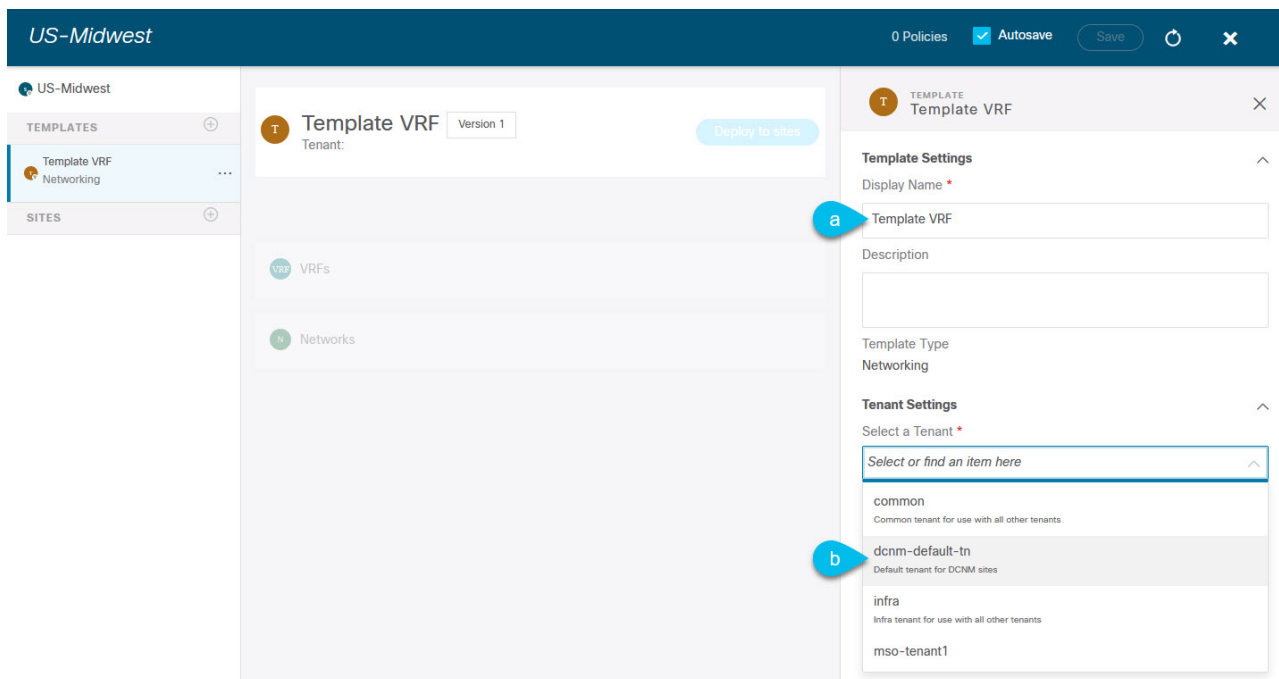 US-Midwest
0 Policies
Autosave
Save
US-Midwest
TEMPLATES
Template VRF
Networking
SITES
T
Template VRF
Version 1
Tenant:
Deploy to sites
VRF
VRFs
N
Networks
T
TEMPLATE
Template VRF
Template Settings
Display Name *
a
Template VRF
Description
Template Type
Networking
Tenant Settings
Select a Tenant *
Select or find an item here
common
Common tenant for use with all other tenants
b
dcnm-default-tn
Default tenant for DCNM sites
infra
Infra tenant for use with all other tenants
mso-tenant1